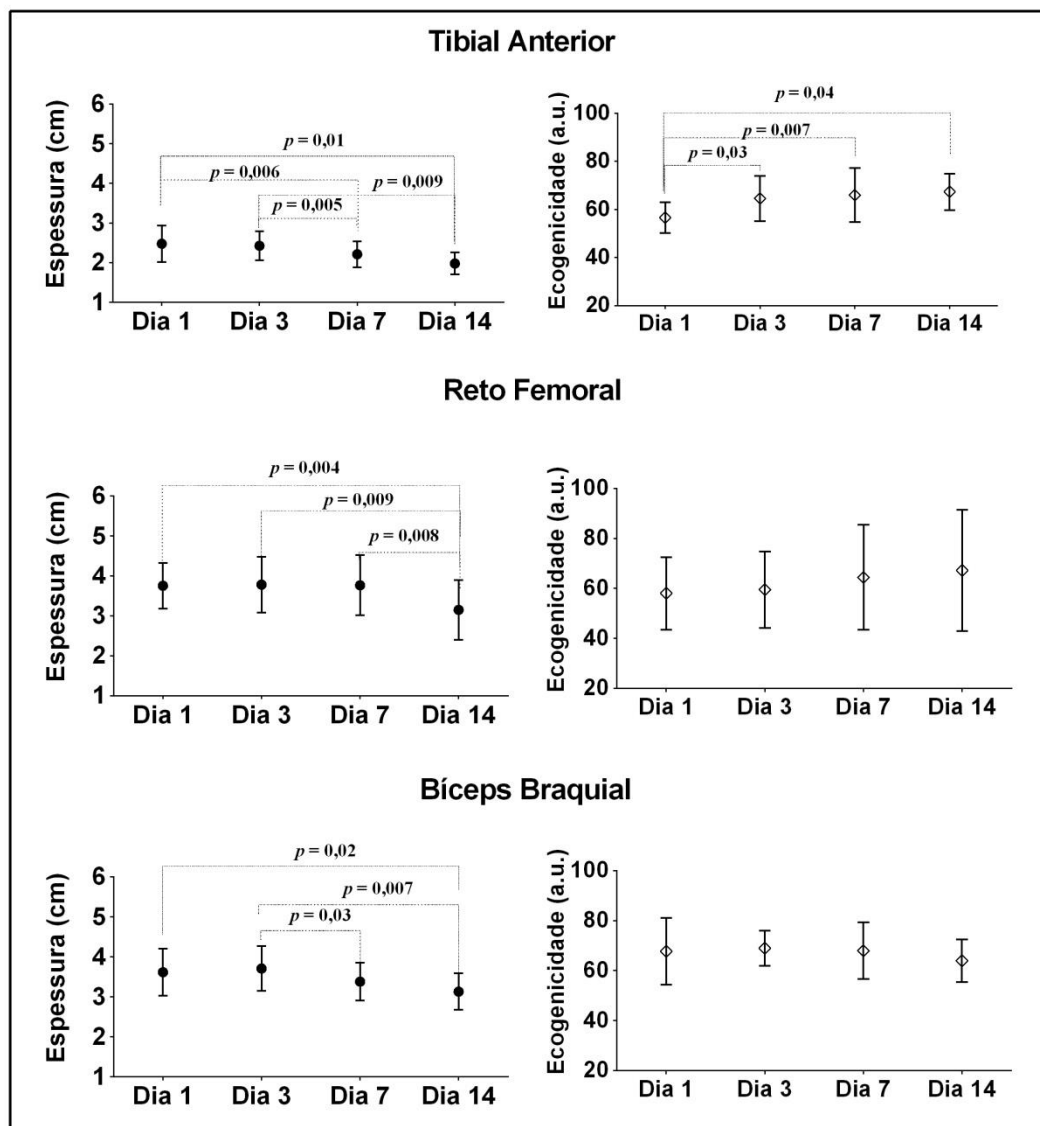 Tibial Anterior
Espessura (cm)
6
5
4
3
2
1
p = 0,01
p = 0,006
p = 0,009
p = 0,005
Dia 1 Dia 3 Dia 7 Dia 14
Ecogenicidade (a.u.)
100
80
60
40
20
p = 0,04
p = 0,007
p = 0,03
Dia 1 Dia 3 Dia 7 Dia 14
Reto Femoral
Espessura (cm)
6
5
4
3
2
1
p = 0,004
p = 0,009
p = 0,008
Dia 1 Dia 3 Dia 7 Dia 14
Ecogenicidade (a.u.)
100
80
60
40
20
Dia 1 Dia 3 Dia 7 Dia 14
Bíceps Braquial
Espessura (cm)
6
5
4
3
2
1
p = 0,02
p = 0,007
p = 0,03
Dia 1 Dia 3 Dia 7 Dia 14
Ecogenicidade (a.u.)
100
80
60
40
20
Dia 1 Dia 3 Dia 7 Dia 14